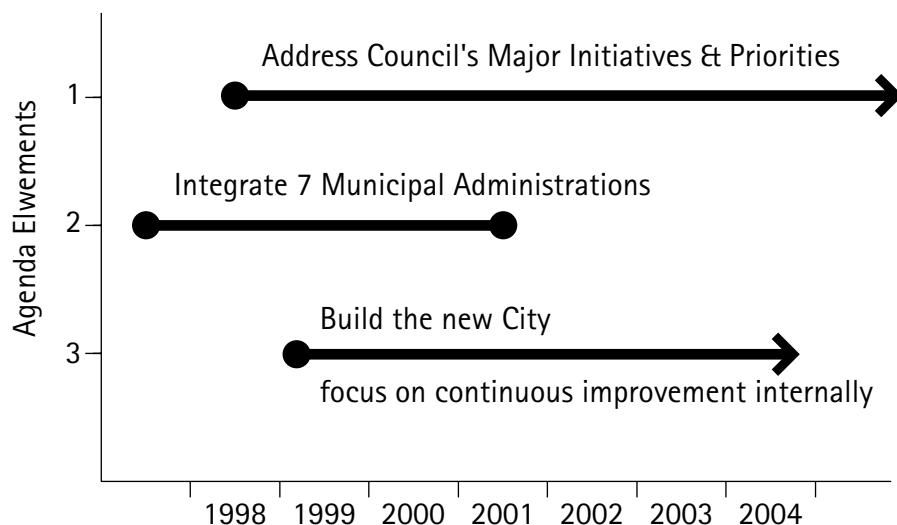 Address Council's Major Initiatives & Priorities
1
Integrate 7 Municipal Administrations
2
Agenda Elwements
Build the new City
3
focus on continuous improvement internally
1998 1999 2000 2001 2002 2003 2004